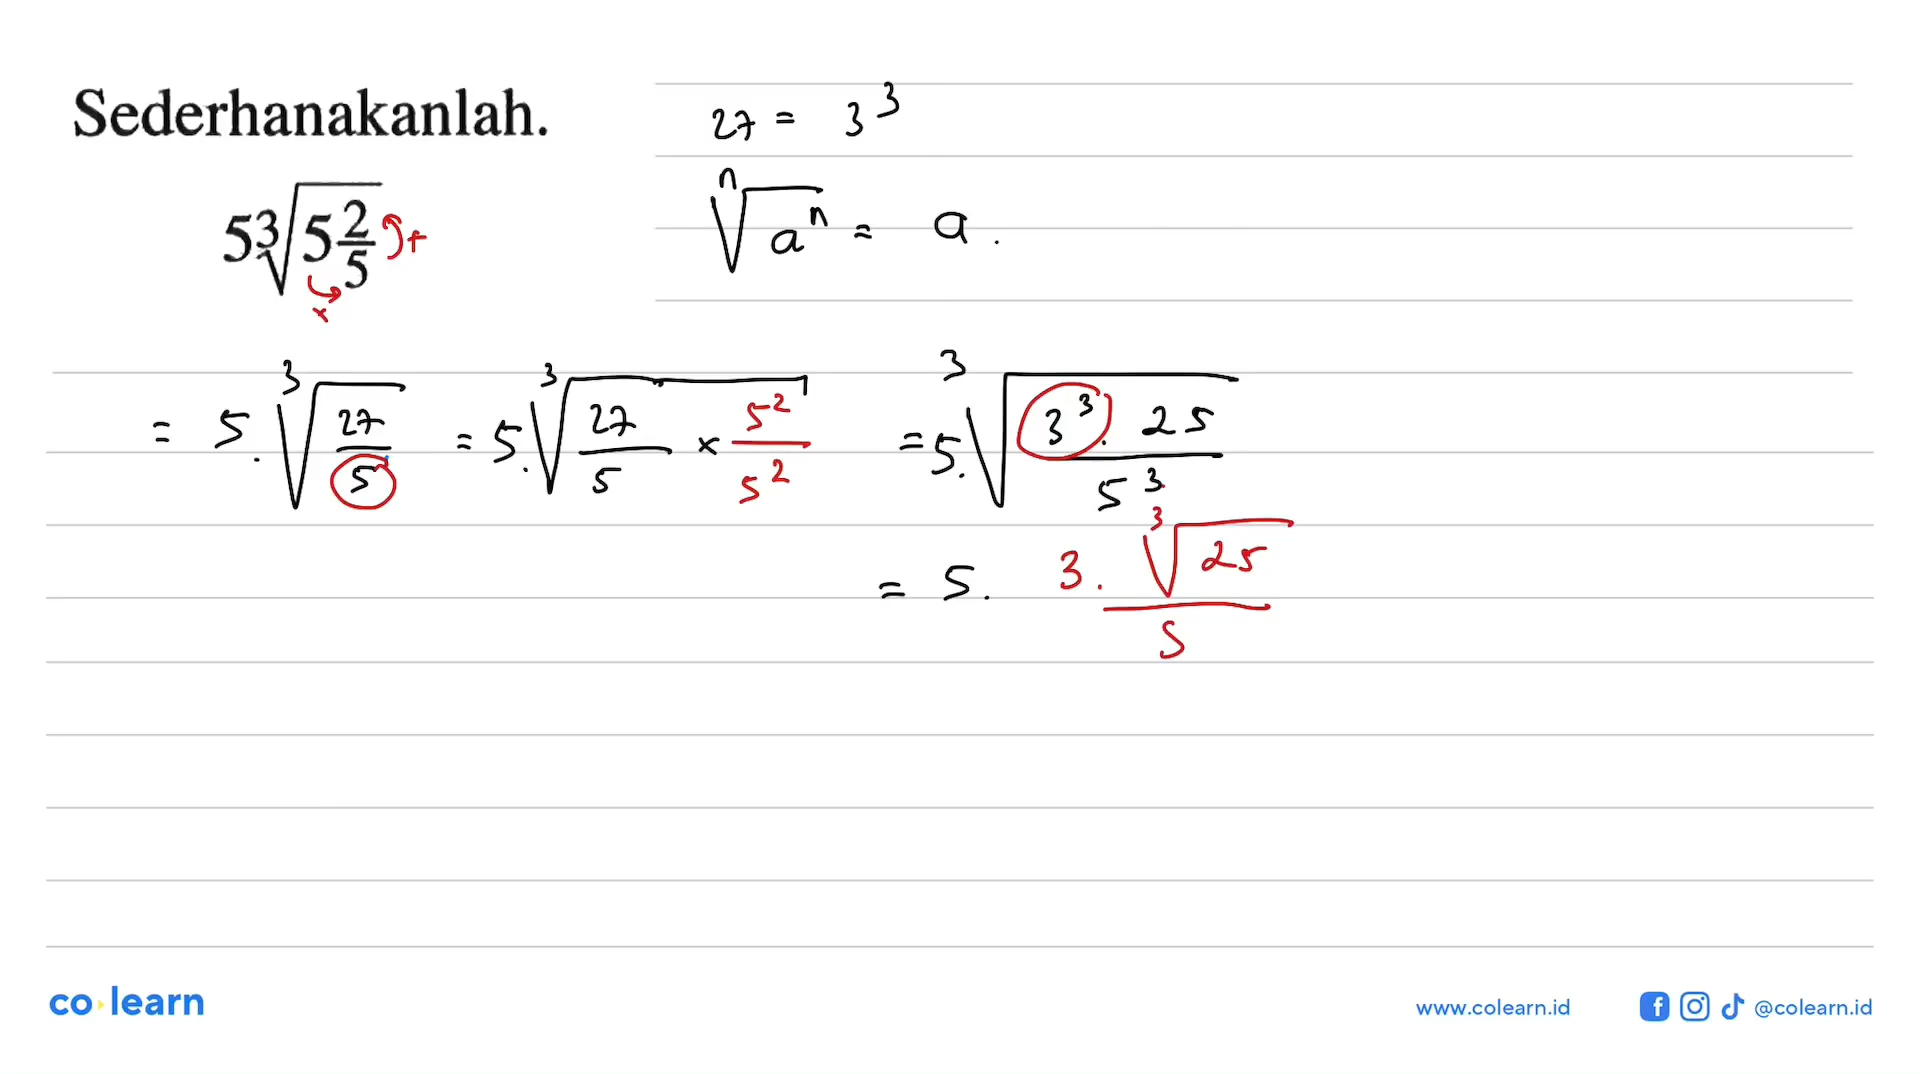 Sederhanakanlah.
27 = 3³
5∛(5 2/5) )+
x
ⁿ√(aⁿ) = a .
= 5. ∛(27/5) = 5. ∛(27/5 x 5²/5²) = 5. ∛((3³ . 25)/5³)
= 5. (3. ∛25)/5
co learn
www.colearn.id @colearn.id